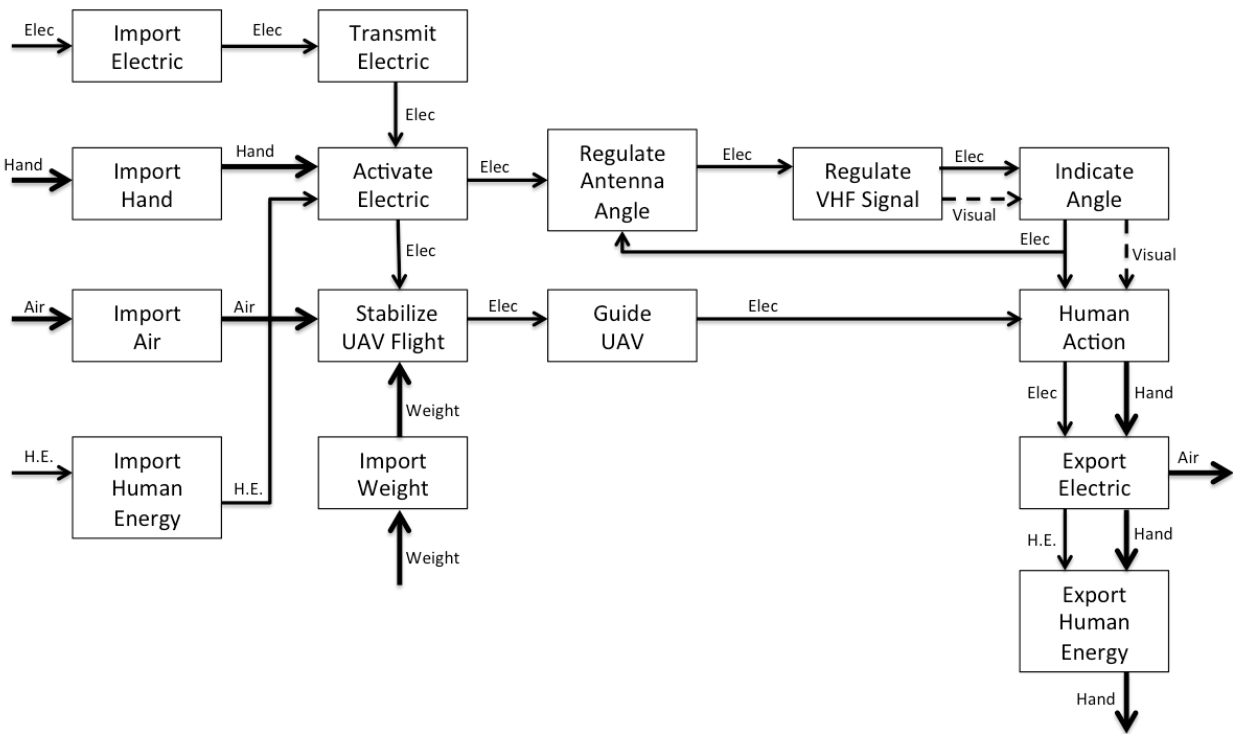 Elec
Import
Electric
Elec
Transmit
Electric
Elec
Hand
Import
Hand
Hand
Activate
Electric
Elec
Regulate
Antenna
Angle
Elec
Regulate
VHF Signal
Elec
Visual
Indicate
Angle
Elec
Elec
Visual
Air
Import
Air
Air
Stabilize
UAV Flight
Elec
Guide
UAV
Elec
Human
Action
Weight
Elec
Hand
H.E.
Import
Human
Energy
H.E.
Import
Weight
Weight
Export
Electric
Air
H.E.
Hand
Export
Human
Energy
Hand